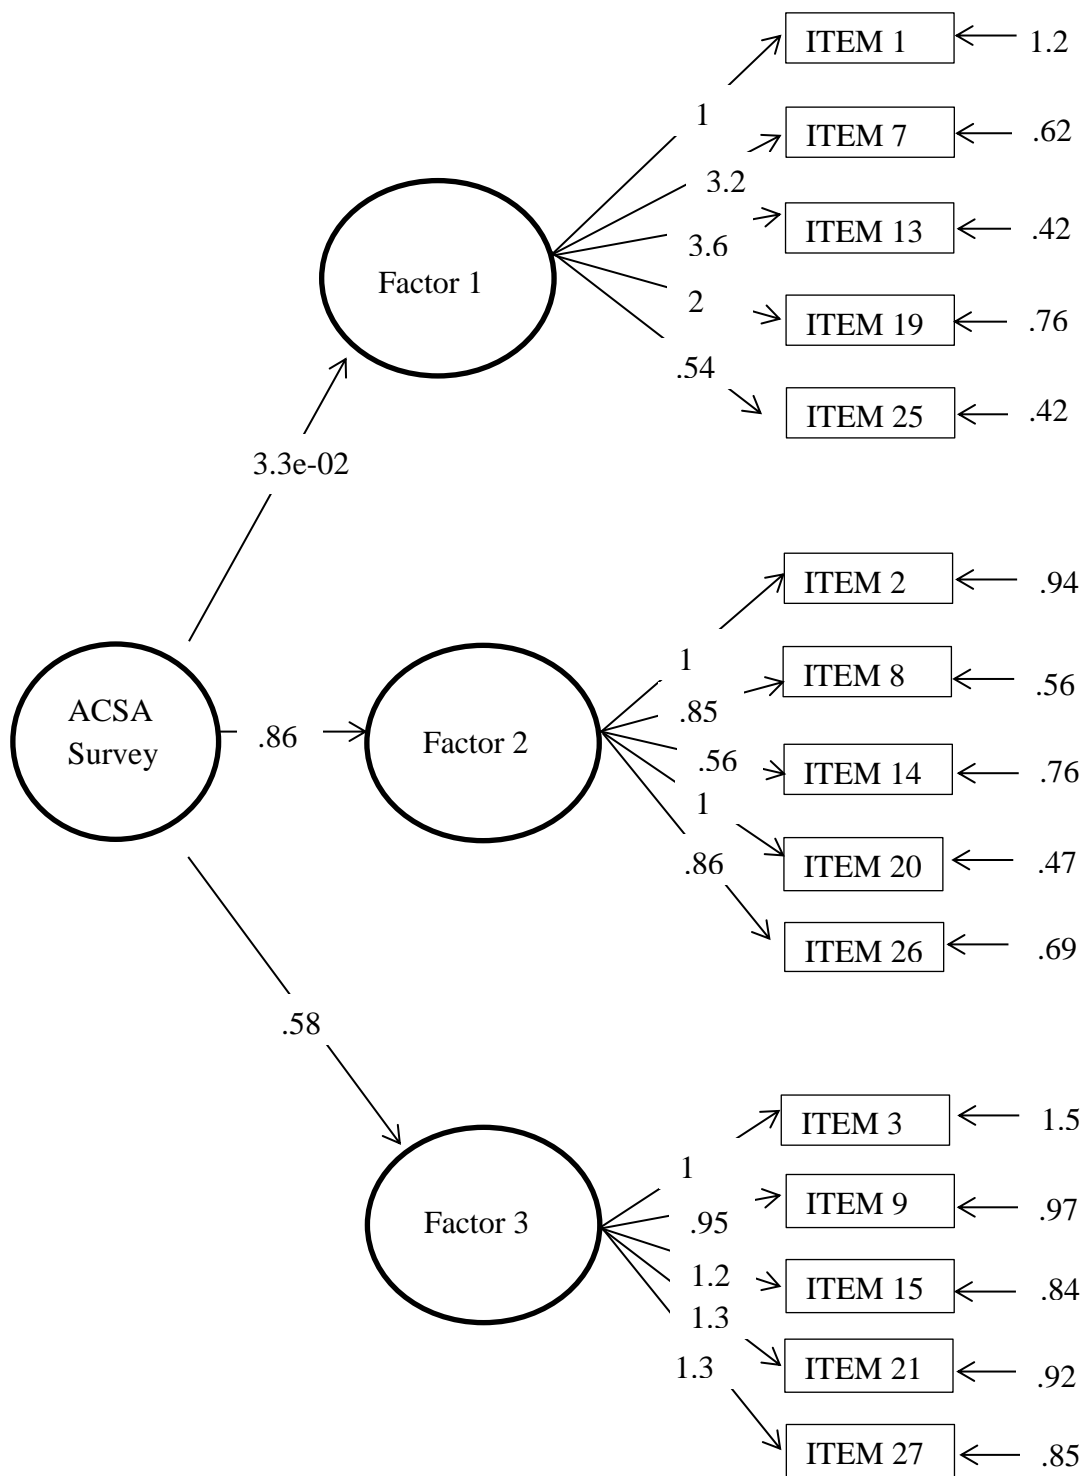 ITEM 1
1.2
1
ITEM 7
.62
3.2
ITEM 13
.42
3.6
Factor 1
2
ITEM 19
.76
.54
ITEM 25
.42
3.3e-02
ITEM 2
.94
1
ITEM 8
.56
.85
ACSA
Survey
.86
Factor 2
.56
ITEM 14
.76
1
.86
ITEM 20
.47
ITEM 26
.69
.58
ITEM 3
1.5
1
ITEM 9
.97
Factor 3
.95
1.2
ITEM 15
.84
1.3
1.3
ITEM 21
.92
ITEM 27
.85